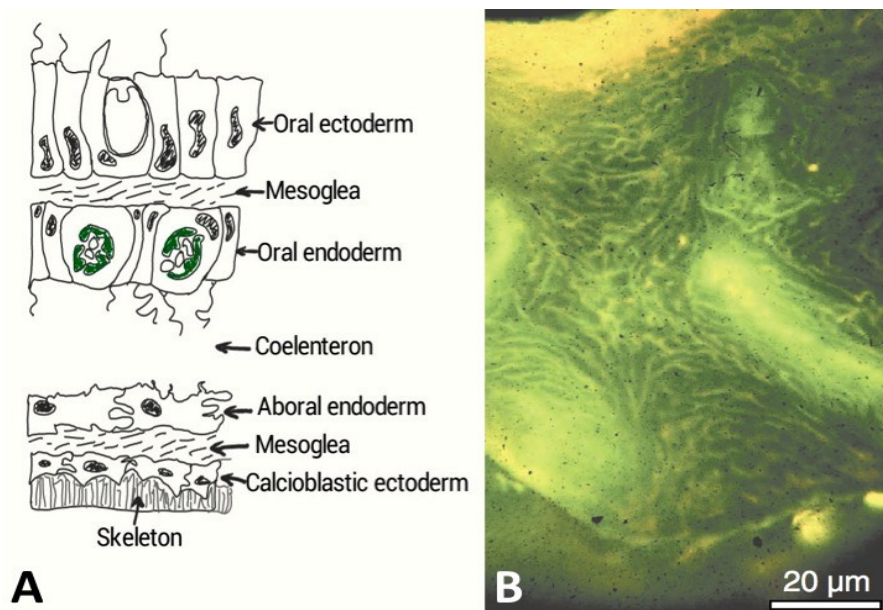 Oral ectoderm
Mesoglea
Oral endoderm
Coelenteron
Aboral endoderm
Mesoglea
Calcioblastic ectoderm
Skeleton
A
B
20 µm